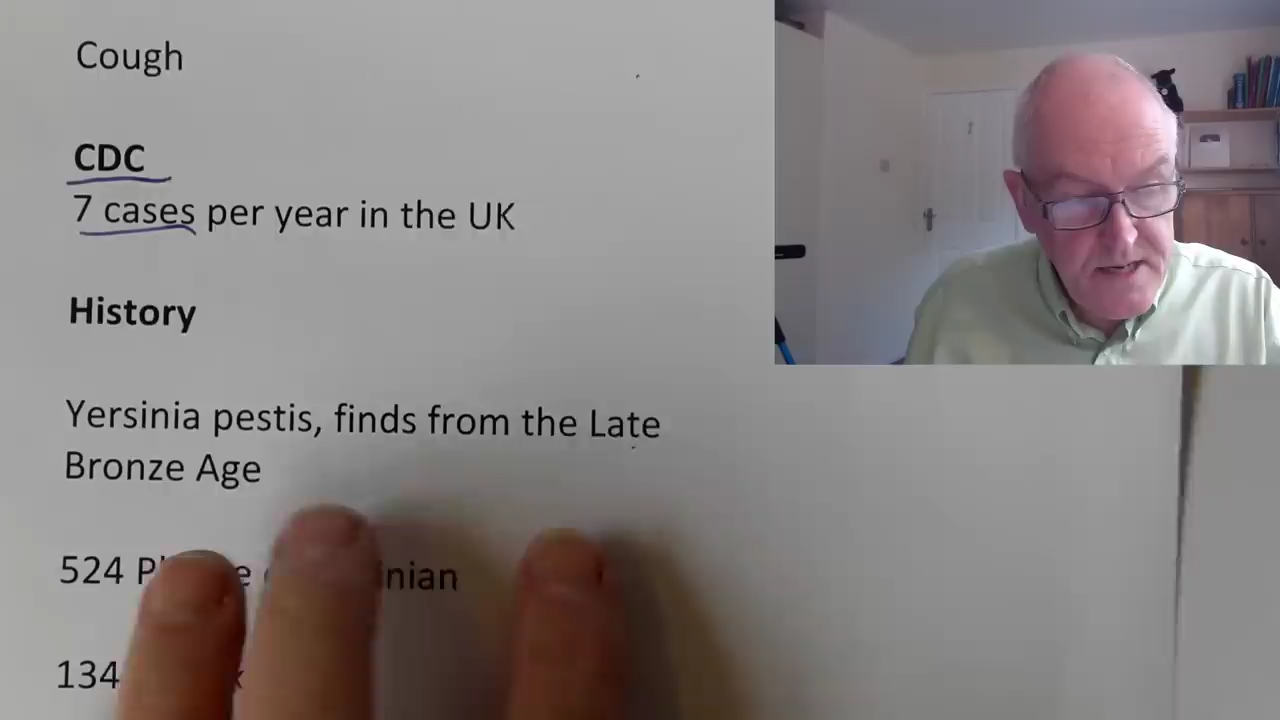 Cough
CDC
7 cases per year in the UK
History
Yersinia pestis, finds from the Late
Bronze Age
524
134